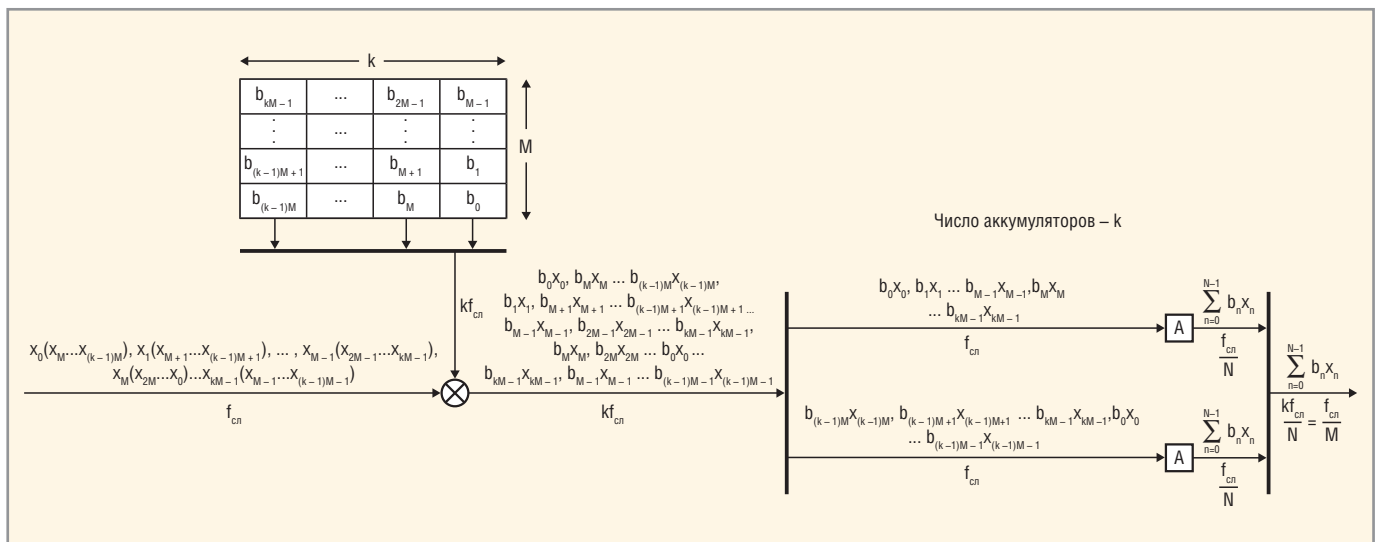 k
b_{kM – 1} ... b_{2M – 1} b_{M – 1}
⋮ ... ⋮ ⋮
M
b_{(k – 1)M + 1} ... b_{M + 1} b_1
b_{(k – 1)M} ... b_M b_0
Число аккумуляторов – k
kf_{сл}
b_0x_0, b_Mx_M ... b_{(k–1)M}x_{(k–1)M},
b_1x_1, b_{M + 1}x_{M + 1} ... b_{(k–1)M + 1}x_{(k–1)M + 1} ...
b_{M – 1}x_{M – 1}, b_{2M – 1}x_{2M – 1} ... b_{kM – 1}x_{kM – 1},
b_Mx_M, b_{2M}x_{2M} ... b_0x_0 ...
b_{kM – 1}x_{kM – 1}, b_{M – 1}x_{M – 1} ... b_{(k –1)M – 1}x_{(k –1)M – 1}
kf_{сл}
x_0(x_M...x_{(k – 1)M}), x_1(x_{M + 1}...x_{(k – 1)M + 1}), ... , x_{M – 1}(x_{2M – 1}...x_{kM – 1}),
x_M(x_{2M}...x_0)...x_{kM – 1}(x_{M – 1}...x_{(k – 1)M – 1})
f_{сл}
b_0x_0, b_1x_1 ... b_{M – 1}x_{M – 1},b_Mx_M
... b_{kM – 1}x_{kM – 1}
f_{сл}
A
\sum_{n=0}^{N–1} b_nx_n
\frac{f_{сл}}{N}
b_{(k –1)M}x_{(k –1)M}, b_{(k –1)M +1}x_{(k –1)M+1} ... b_{kM – 1}x_{kM –1},b_0x_0
... b_{(k –1)M – 1}x_{(k –1)M – 1}
f_{сл}
A
\sum_{n=0}^{N–1} b_nx_n
\frac{f_{сл}}{N}
\sum_{n=0}^{N–1} b_nx_n
\frac{kf_{сл}}{N} = \frac{f_{сл}}{M}